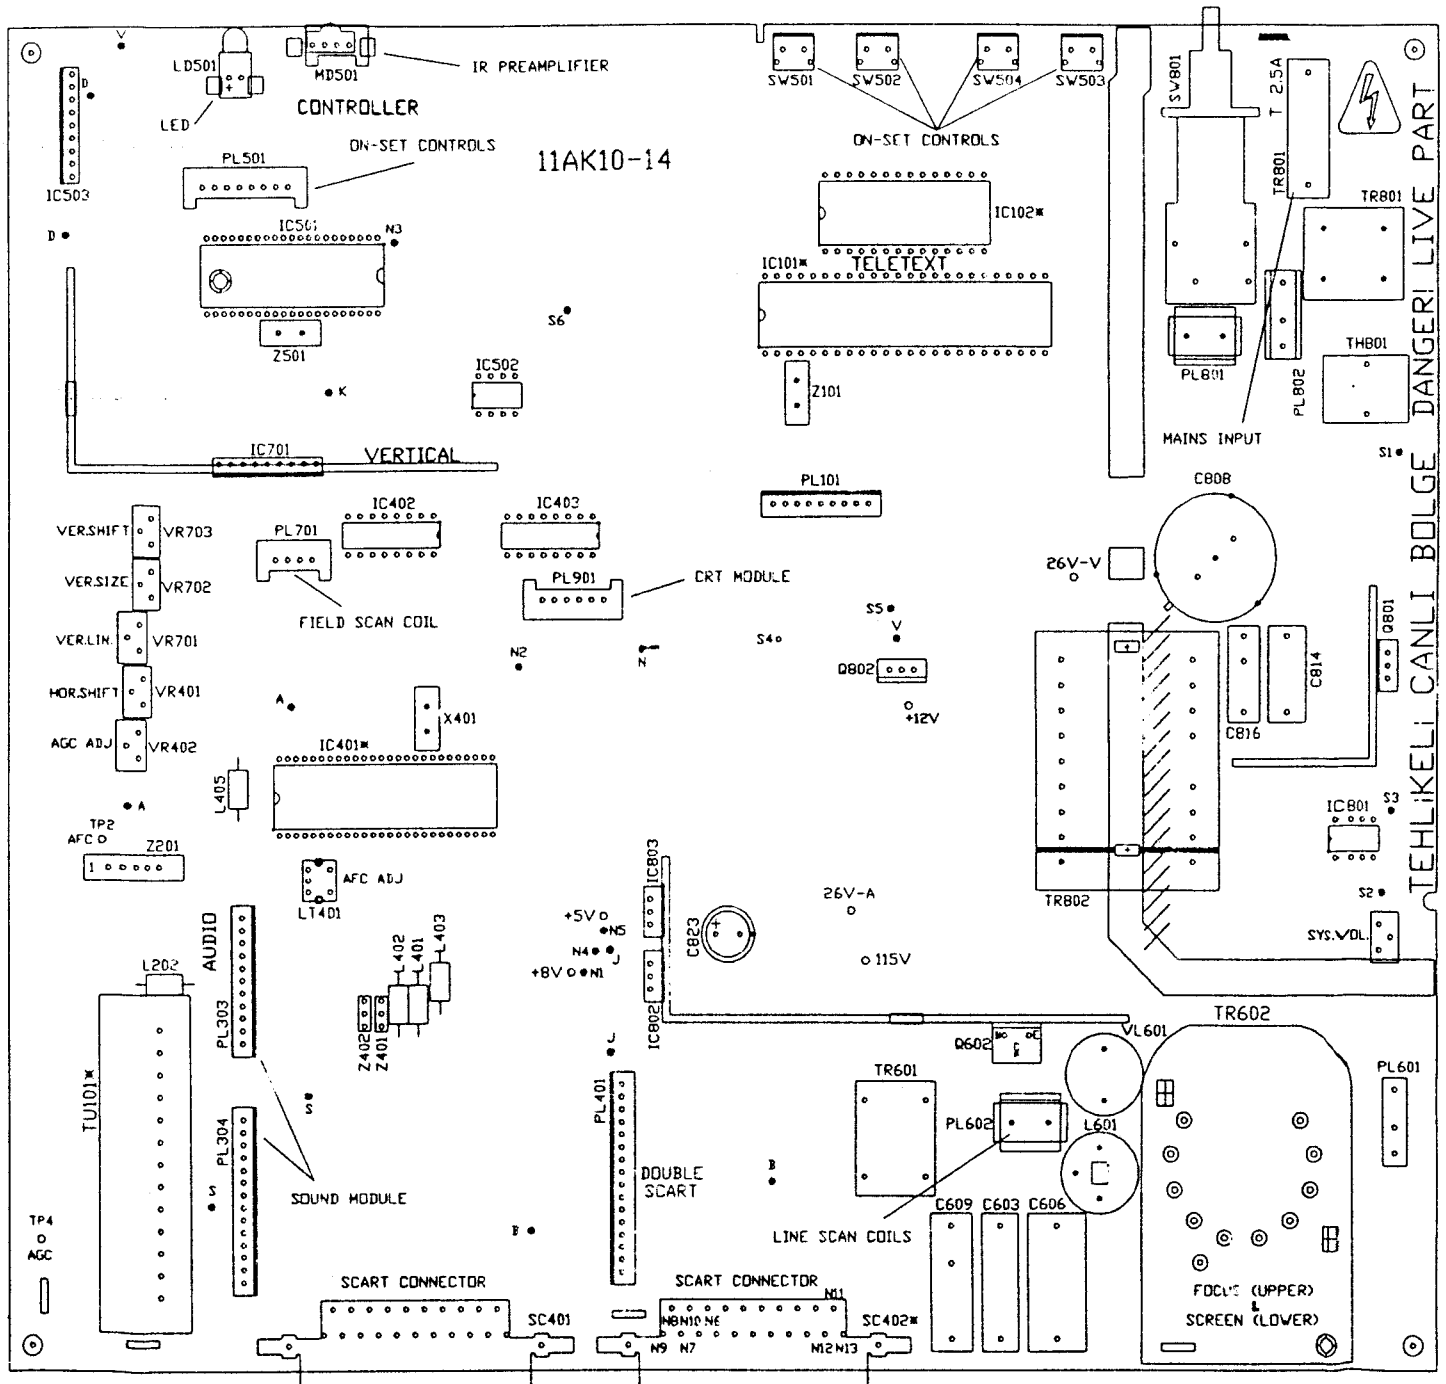 V
LD501
MD501
IR PREAMPLIFIER
CONTROLLER
LED
D
IC503
PL501
ON-SET CONTROLS
11AK10-14
SW501
SW502
SW504
SW503
ON-SET CONTROLS
SW801
T 2.5A
TR801
TR801
DANGER! LIVE PART
TEHLiKELi CANLI BOLGE
IC102*
TELETEXT
IC101*
IC501
N3
D
Z501
S6
IC502
K
Z101
PL801
PL802
TH801
MAINS INPUT
S1
IC701
VERTICAL
PL101
C808
VER.SHIFT
VR703
VER.SIZE
VR702
VER.LIN.
VR701
HOR.SHIFT
VR401
AGC ADJ
VR402
PL701
IC402
IC403
FIELD SCAN COIL
PL901
CRT MODULE
26V-V
S5
V
S4
N
N2
Q802
+12V
Q801
C814
C816
A
X401
IC401*
L405
A
TP2
AFC
Z201
1
AFC ADJ
LT401
IC803
S3
IC801
S2
TR802
26V-A
C823
+
115V
SYS.VOL.
+5V
N5
N4
J
+8V
N1
IC802
AUDIO
L202
PL303
L402
L401
L403
Z402
Z401
TU101*
S
J
PL401
Q602
VL601
TR602
TR601
PL602
L601
PL601
PL304
SOUND MODULE
S
DOUBLE
SCART
B
B
LINE SCAN COILS
C609
C603
C606
TP4
AGC
SCART CONNECTOR
SC401
SCART CONNECTOR
N11
N8
N10
N6
N9
N7
N12
N13
SC402*
FOCUS (UPPER)
&
SCREEN (LOWER)